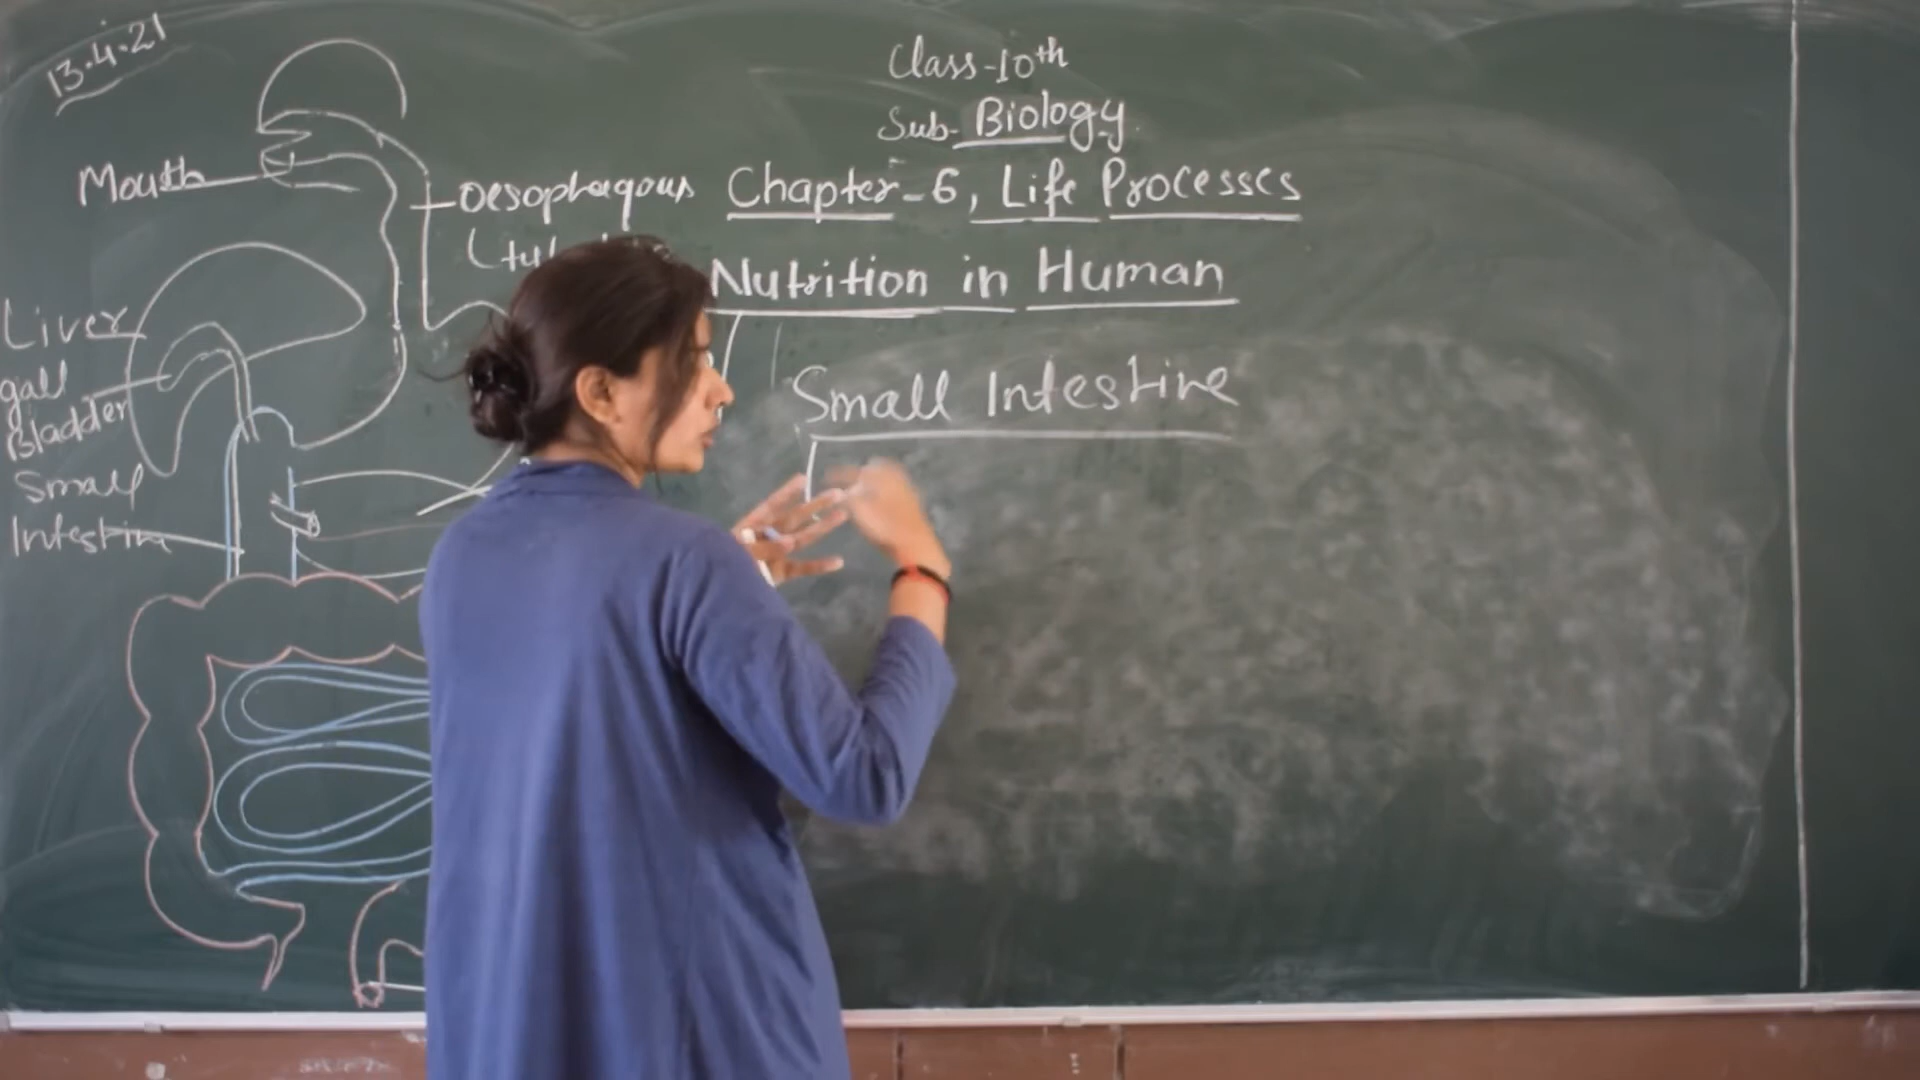 13.4.21
Class-10th
Sub-Biology
Chapter-6, Life Processes
Nutrition in Human
Small Intestine
Mouth
Oesophagous
Liver
gall
Bladder
Small
Intestine